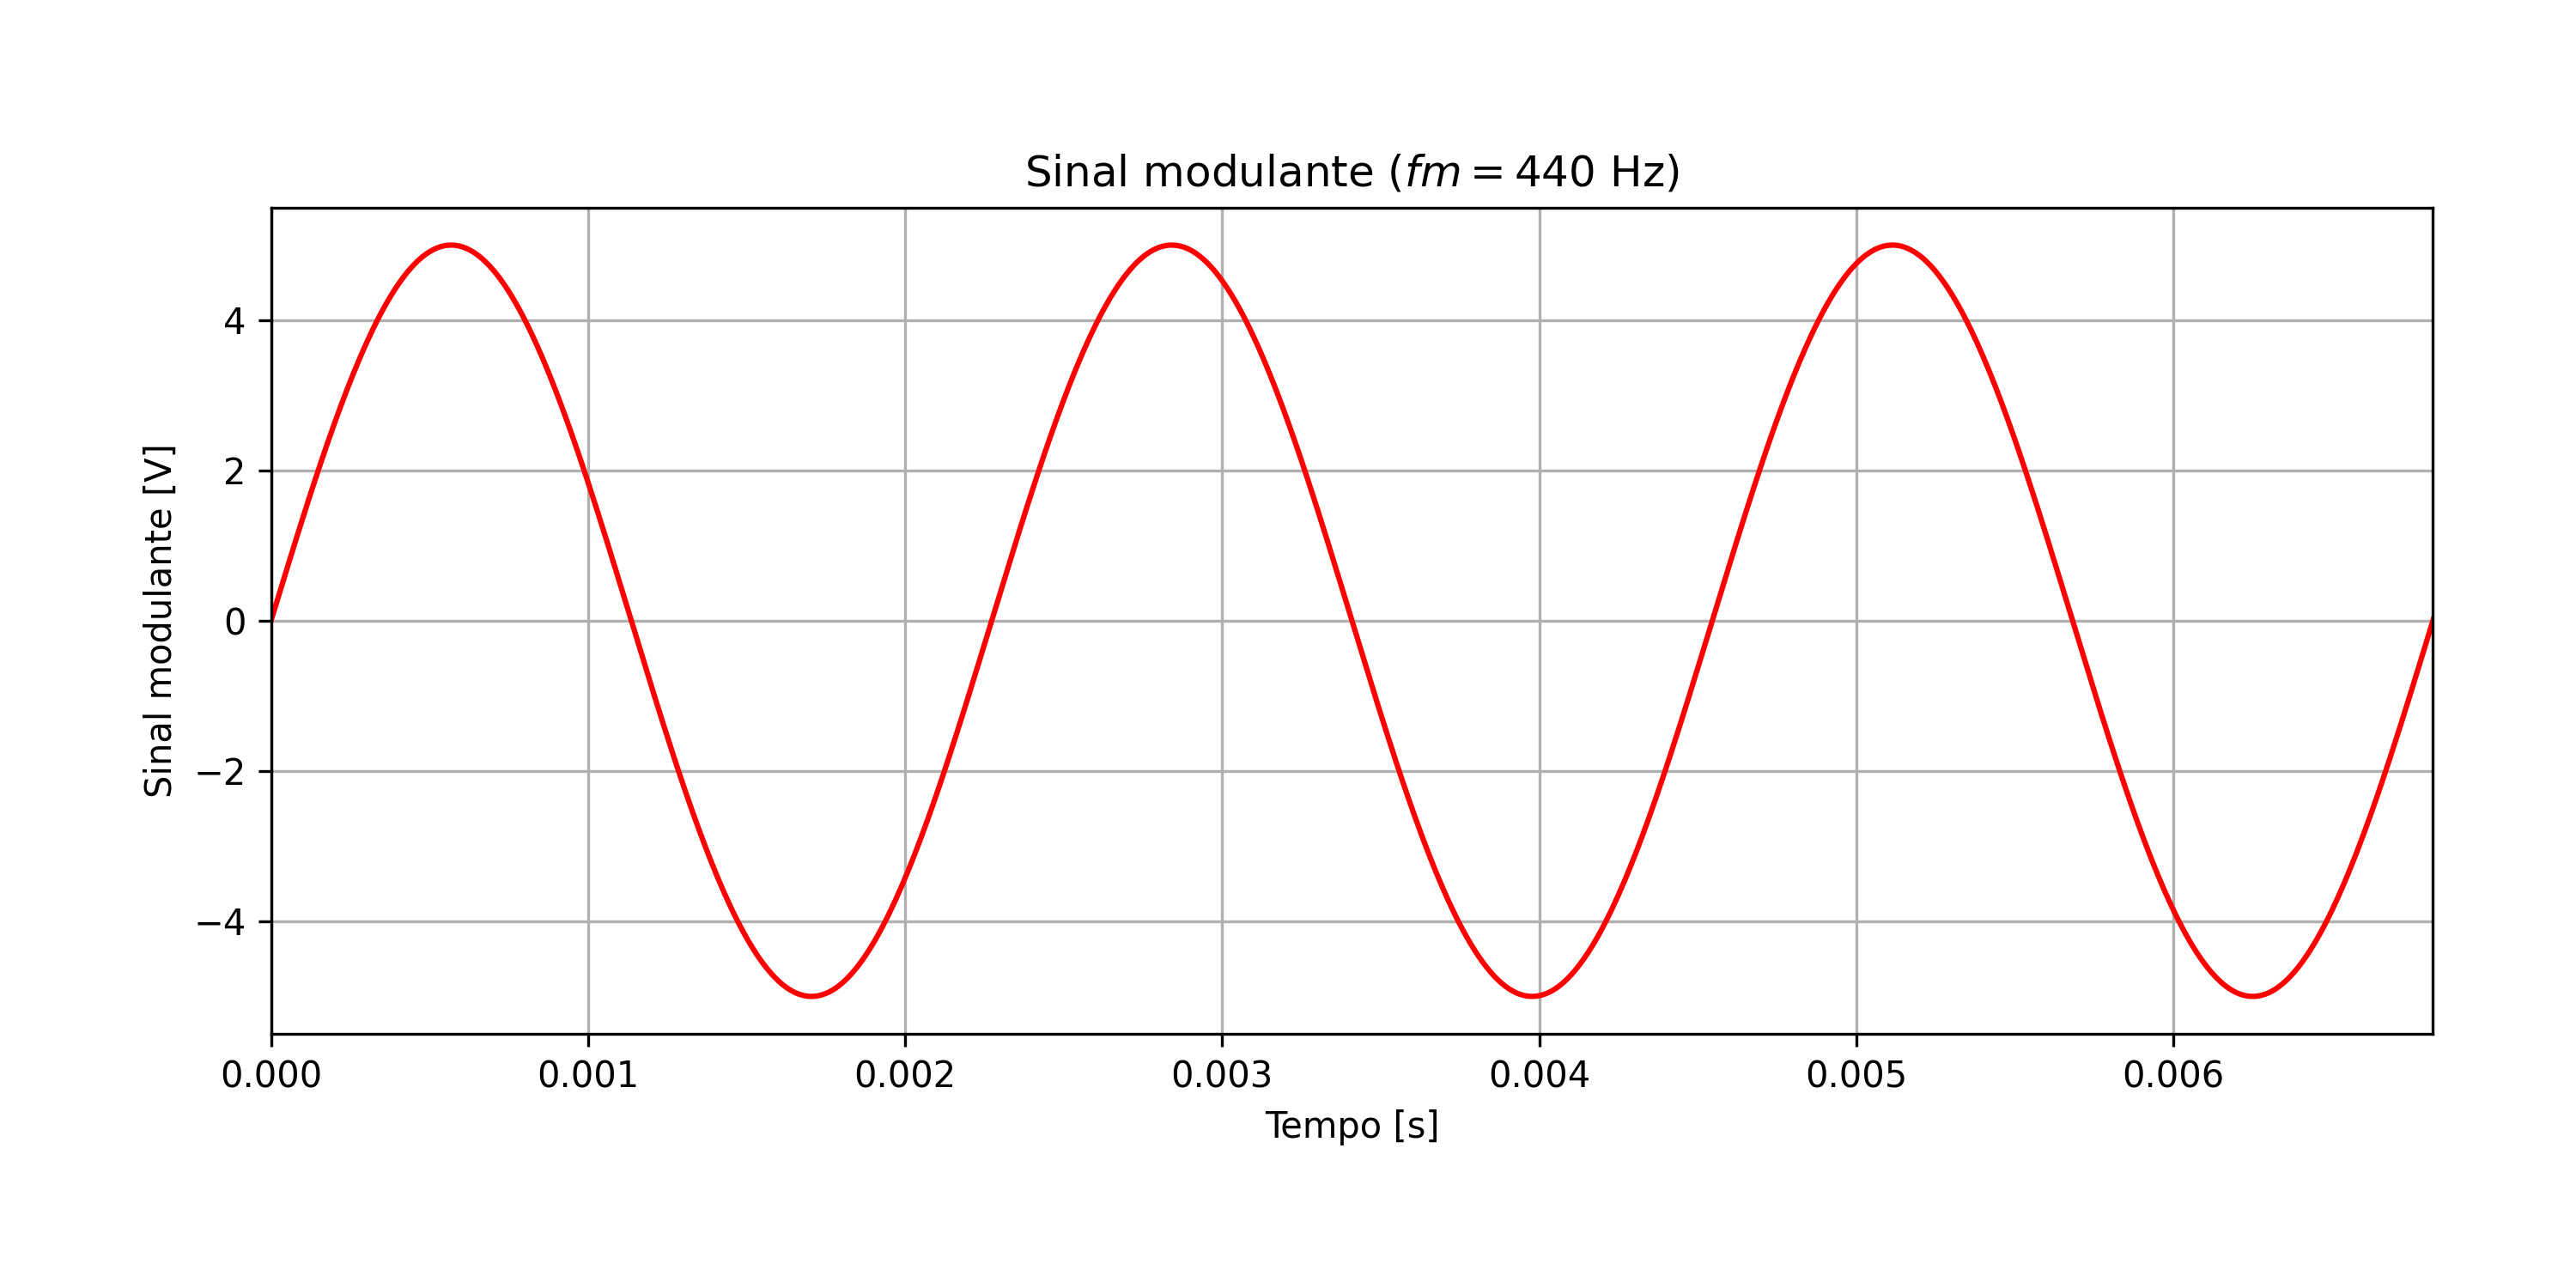 Sinal modulante (fm = 440 Hz)
Sinal modulante [V]
4
2
0
−2
−4
0.000 0.001 0.002 0.003 0.004 0.005 0.006
Tempo [s]